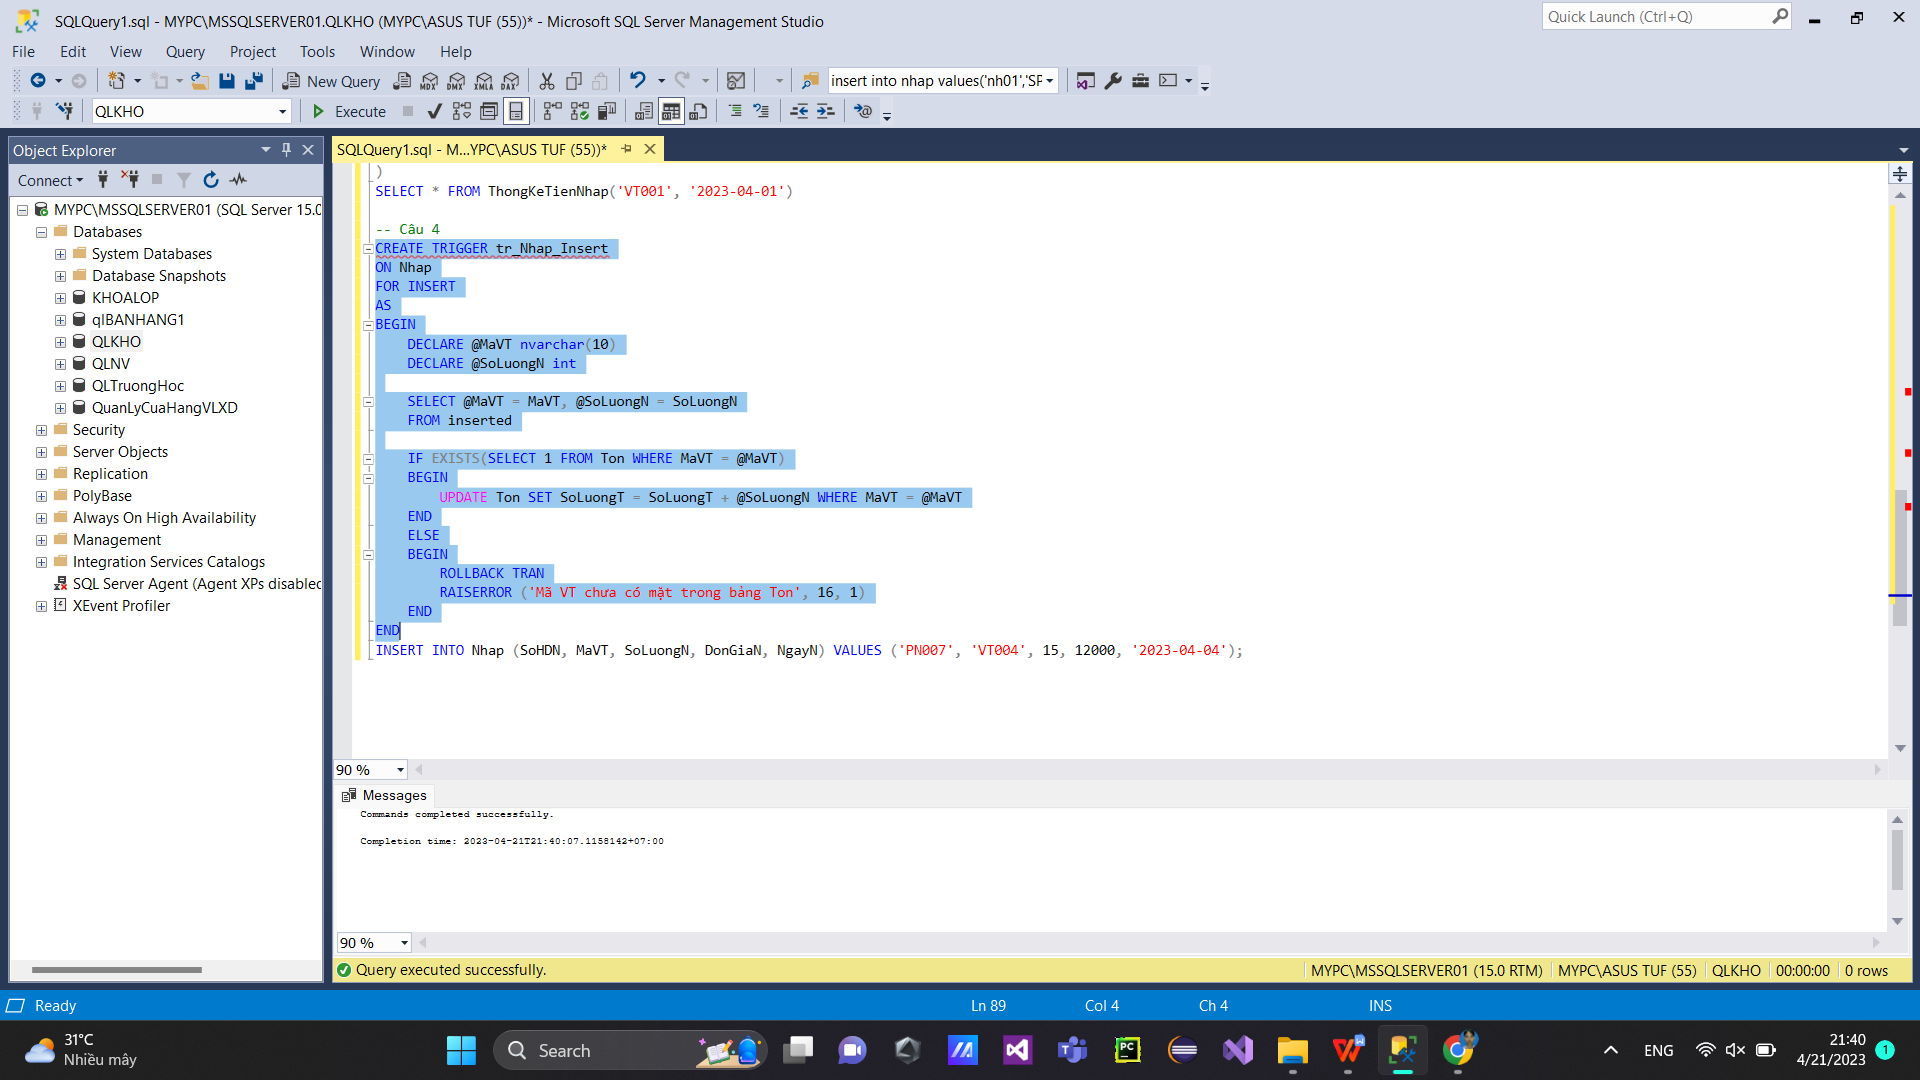 SQLQuery1.sql - MYPC\MSSQLSERVER01.QLKHO (MYPC\ASUS TUF (55))* - Microsoft SQL Server Management Studio
Quick Launch (Ctrl+Q)
File Edit View Query Project Tools Window Help
New Query
MDX DMX XMLA DAX
insert into nhap values('nh01','SF
QLKHO
Execute
Object Explorer
SQLQuery1.sql - M...YPC\ASUS TUF (55))*
Connect
MYPC\MSSQLSERVER01 (SQL Server 15.0
Databases
System Databases
Database Snapshots
KHOALOP
qlBANHANG1
QLKHO
QLNV
QLTruongHoc
QuanLyCuaHangVLXD
Security
Server Objects
Replication
PolyBase
Always On High Availability
Management
Integration Services Catalogs
SQL Server Agent (Agent XPs disabled
XEvent Profiler
)
SELECT * FROM ThongKeTienNhap('VT001', '2023-04-01')
-- Câu 4
CREATE TRIGGER tr_Nhap_Insert
ON Nhap
FOR INSERT
AS
BEGIN
DECLARE @MaVT nvarchar(10)
DECLARE @SoLuongN int
SELECT @MaVT = MaVT, @SoLuongN = SoLuongN
FROM inserted
IF EXISTS(SELECT 1 FROM Ton WHERE MaVT = @MaVT)
BEGIN
UPDATE Ton SET SoLuongT = SoLuongT + @SoLuongN WHERE MaVT = @MaVT
END
ELSE
BEGIN
ROLLBACK TRAN
RAISERROR ('Mã VT chưa có mặt trong bảng Ton', 16, 1)
END
END
INSERT INTO Nhap (SoHDN, MaVT, SoLuongN, DonGiaN, NgayN) VALUES ('PN007', 'VT004', 15, 12000, '2023-04-04');
90 %
Messages
Commands completed successfully.
Completion time: 2023-04-21T21:40:07.1158142+07:00
90 %
Query executed successfully.
MYPC\MSSQLSERVER01 (15.0 RTM) MYPC\ASUS TUF (55) QLKHO 00:00:00 0 rows
Ready
Ln 89 Col 4 Ch 4 INS
31°C
Nhiều mây
Search
PC
ENG
21:40
4/21/2023
1